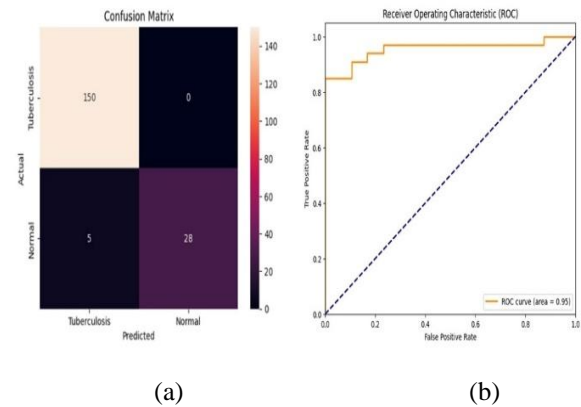 Confusion Matrix
Tuberculosis
Normal
Actual
150
0
5
28
Tuberculosis
Normal
Predicted
140
120
100
80
60
40
20
0
Receiver Operating Characteristic (ROC)
True Positive Rate
1.0
0.8
0.6
0.4
0.2
0.0
0.0
0.2
0.4
0.6
0.8
1.0
False Positive Rate
ROC curve (area = 0.95)
(a)
(b)